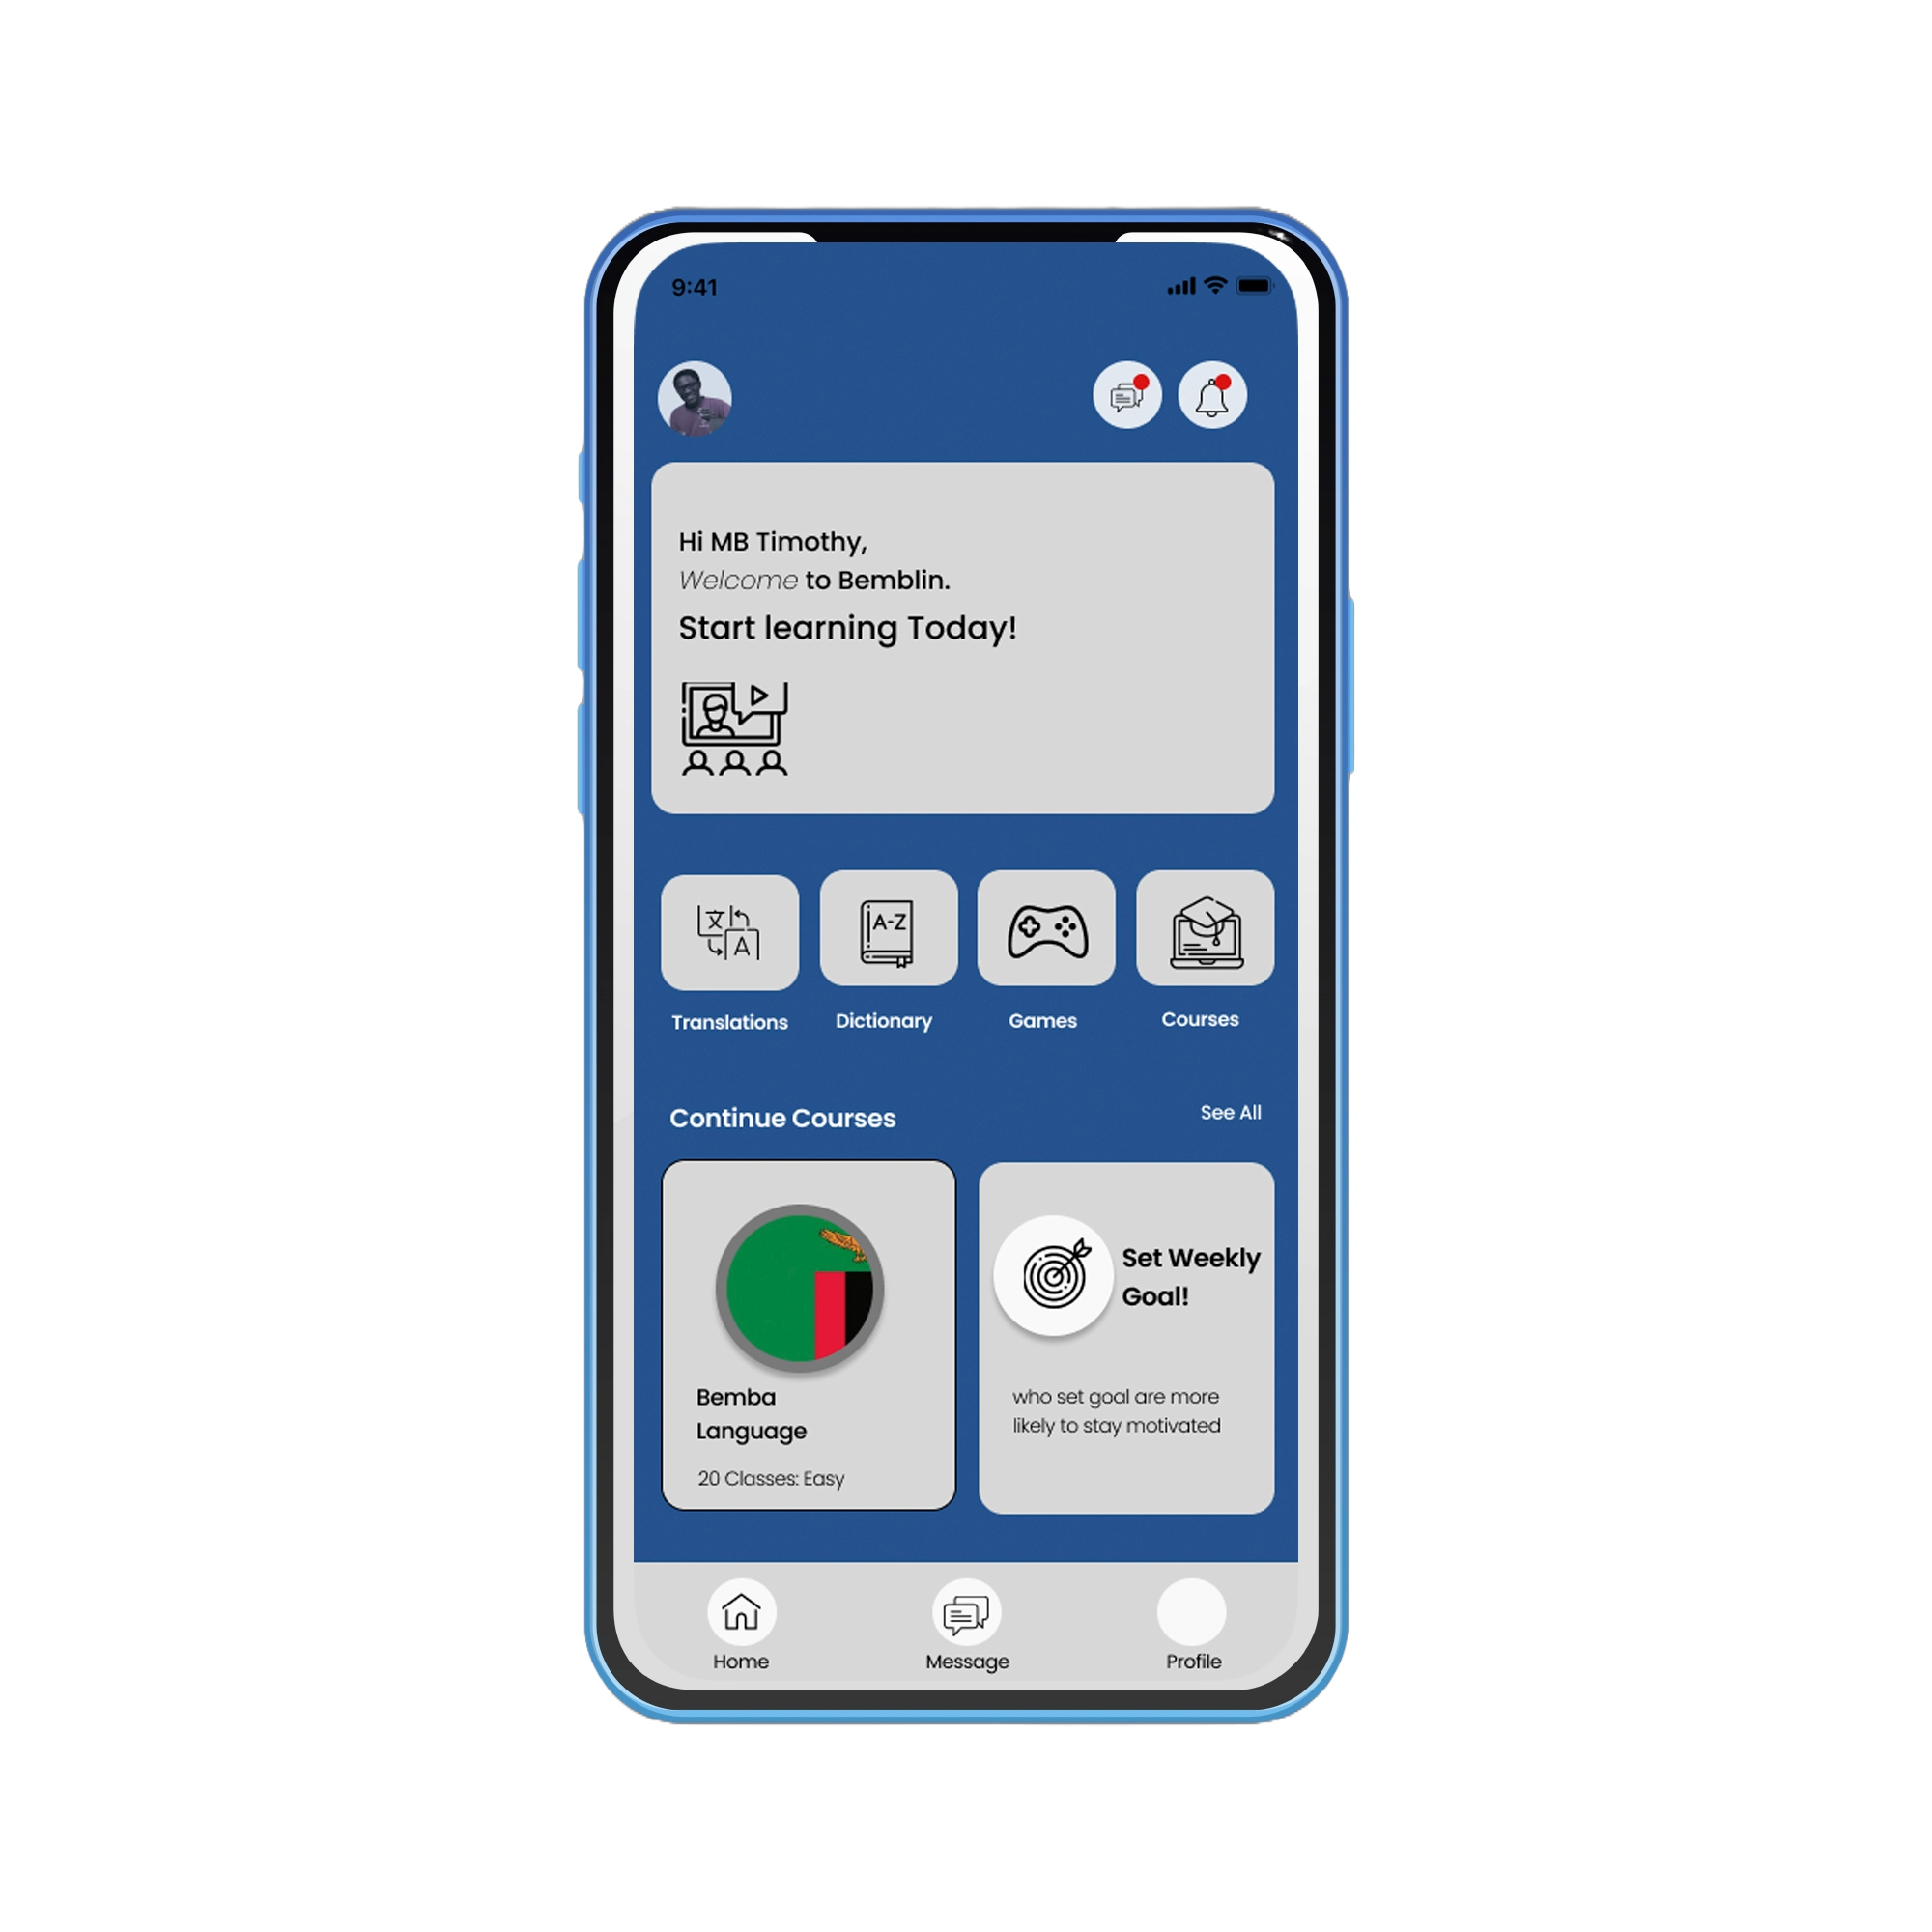 9:41
Hi MB Timothy,
Welcome to Bemblin.
Start learning Today!
文
A
A-Z
Translations
Dictionary
Games
Courses
Continue Courses
See All
Bemba
Language
20 Classes: Easy
Set Weekly
Goal!
who set goal are more
likely to stay motivated
Home
Message
Profile